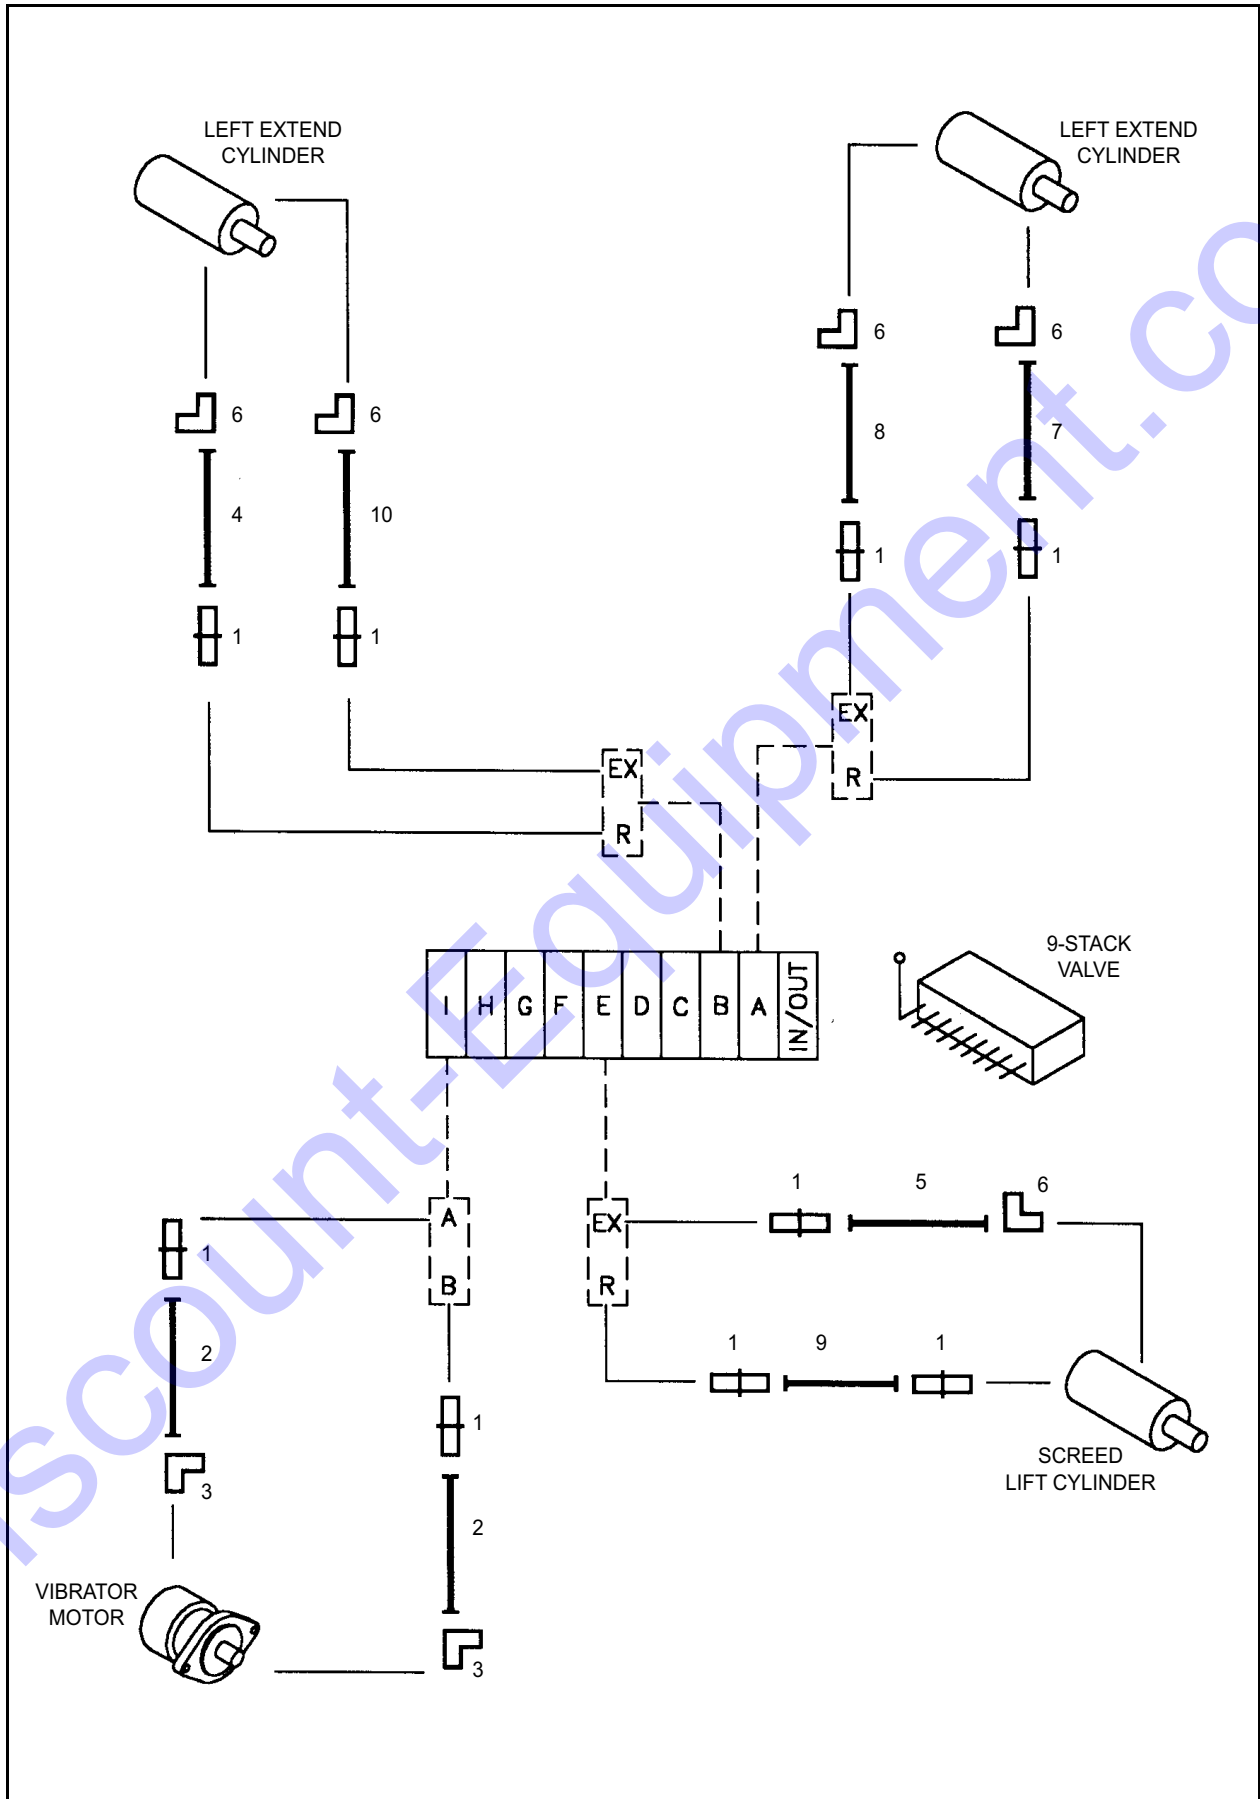 LEFT EXTEND
CYLINDER
LEFT EXTEND
CYLINDER
6
6
6
6
8
7
4
10
1
1
1
1
EX
R
EX
R
I H G F E D C B A IN/OUT
9-STACK
VALVE
A
B
EX
R
1
5
6
1
2
1
9
1
1
2
3
3
SCREED
LIFT CYLINDER
VIBRATOR
MOTOR
iscount-Equipment.co